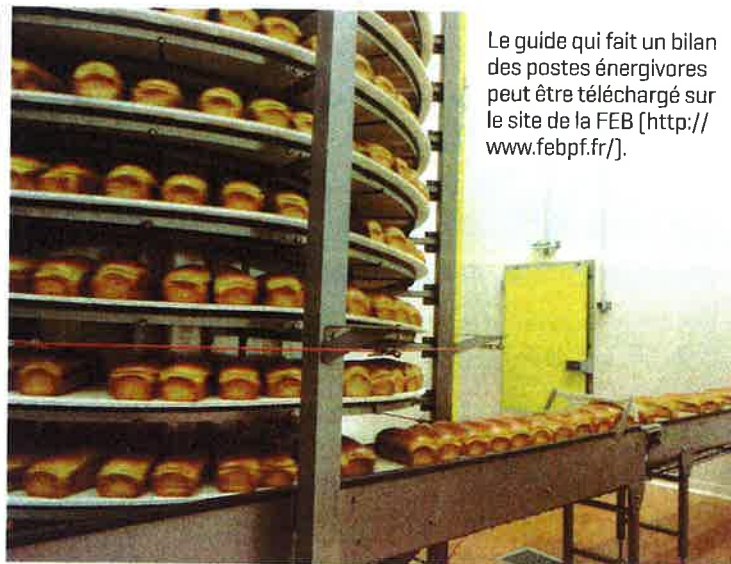 Le guide qui fait un bilan
des postes énergivores
peut être téléchargé sur
le site de la FEB [http://
www.febpf.fr/].